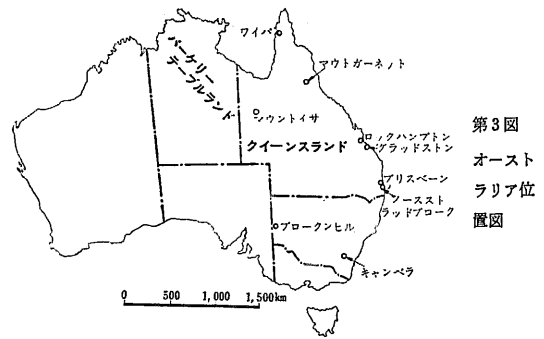 ワイパ
バークリー
テーブルランド
アウトガーネット
マウントイサ
クイーンスランド
ロックハンプトン
グラッドストン
ブリスベーン
ノースストラッドブローク
ブロークンヒル
キャンベラ
0 500 1,000 1,500km
第3図
オースト
ラリア位
置図